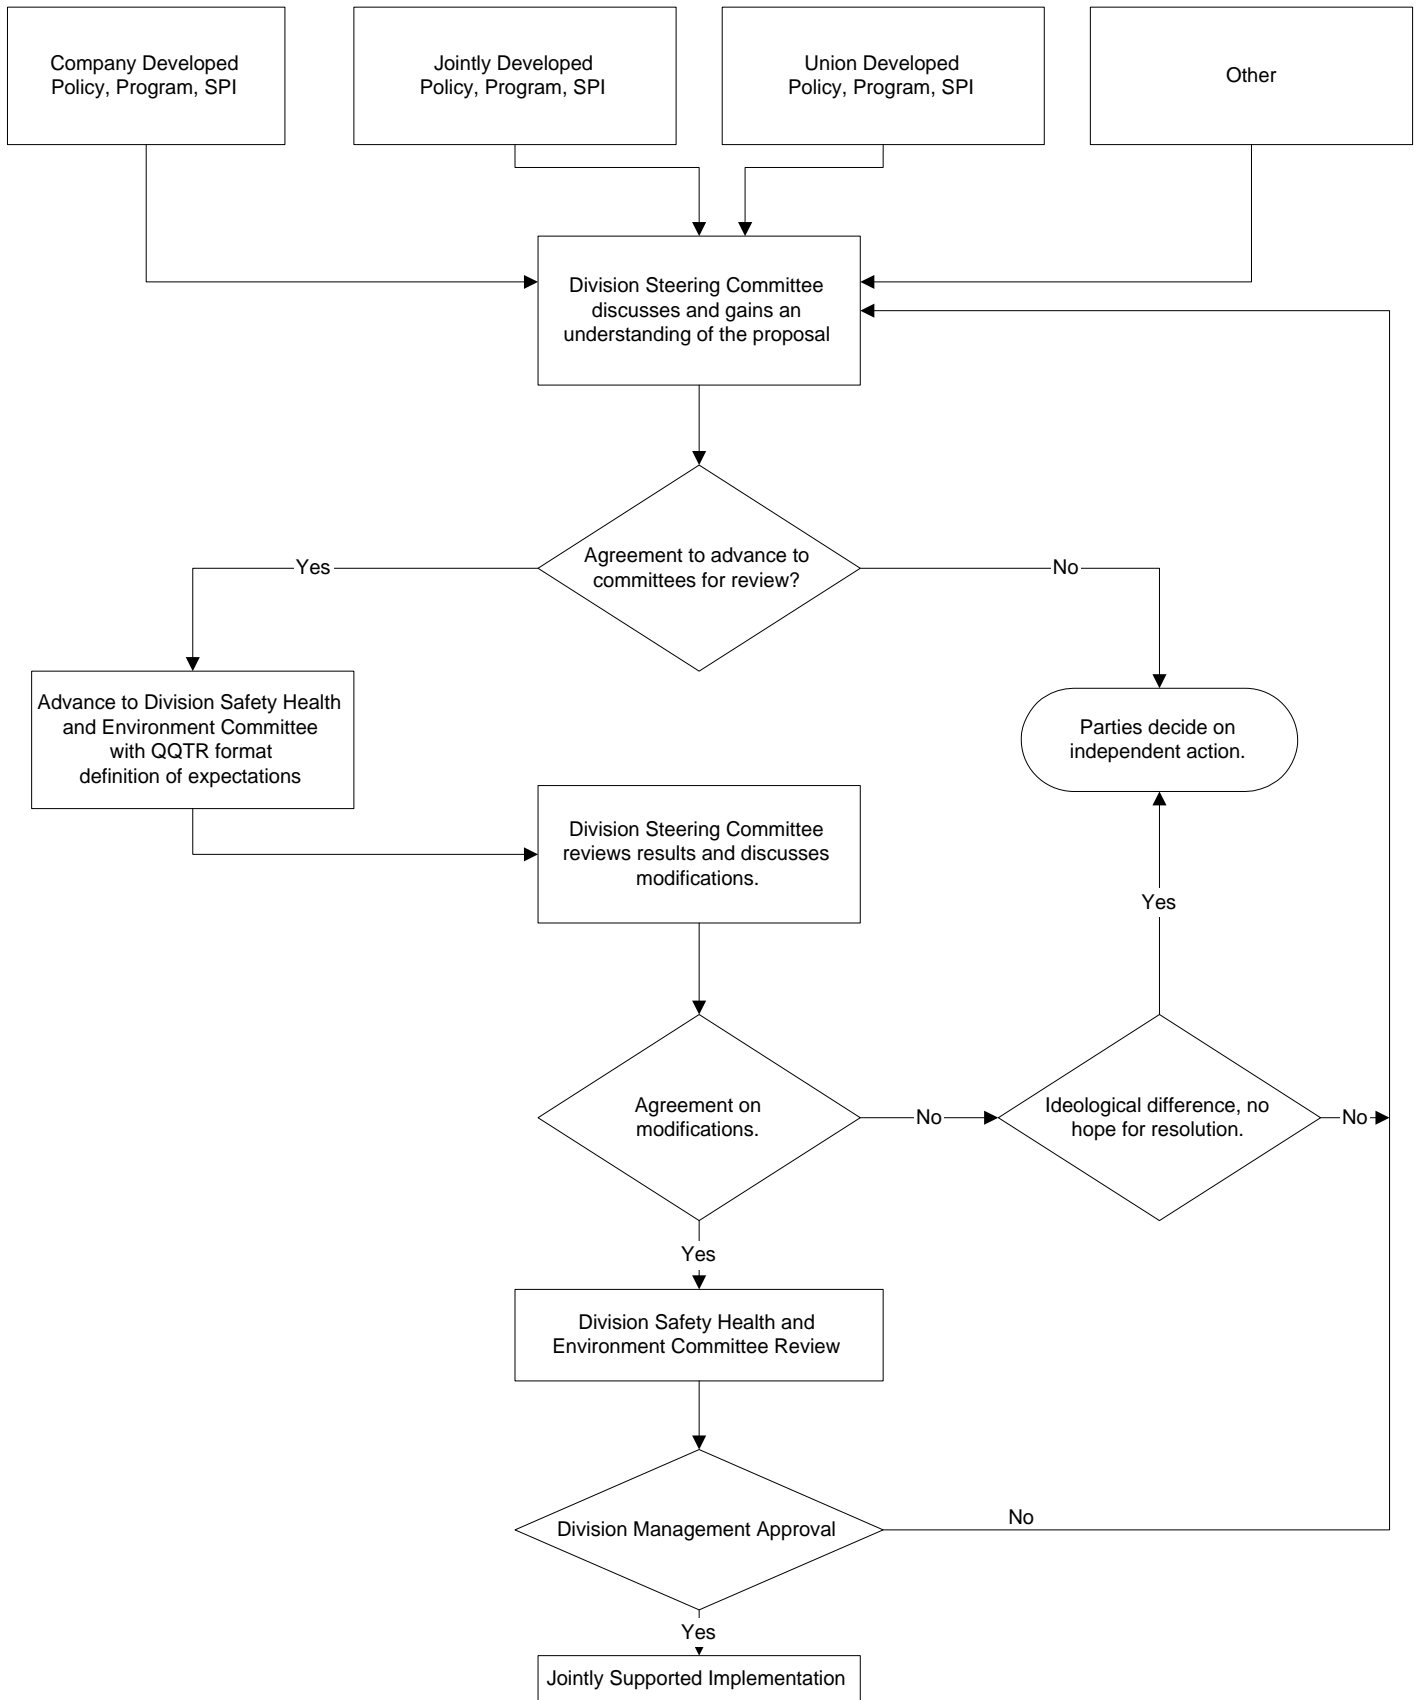 Company Developed
Policy, Program, SPI
Jointly Developed
Policy, Program, SPI
Union Developed
Policy, Program, SPI
Other
Division Steering Committee
discusses and gains an
understanding of the proposal
Agreement to advance to
committees for review?
Yes
No
Advance to Division Safety Health
and Environment Committee
with QQTR format
definition of expectations
Parties decide on
independent action.
Division Steering Committee
reviews results and discusses
modifications.
Yes
Agreement on
modifications.
No
Ideological difference, no
hope for resolution.
No
Yes
Division Safety Health and
Environment Committee Review
Division Management Approval
No
Yes
Jointly Supported Implementation